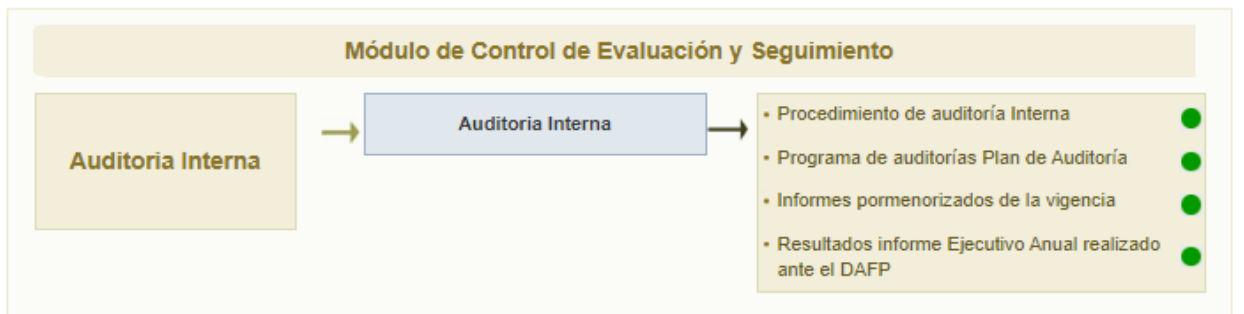 Módulo de Control de Evaluación y Seguimiento
Auditoria Interna
Auditoria Interna
• Procedimiento de auditoría Interna
• Programa de auditorías Plan de Auditoría
• Informes pormenorizados de la vigencia
• Resultados informe Ejecutivo Anual realizado
ante el DAFP